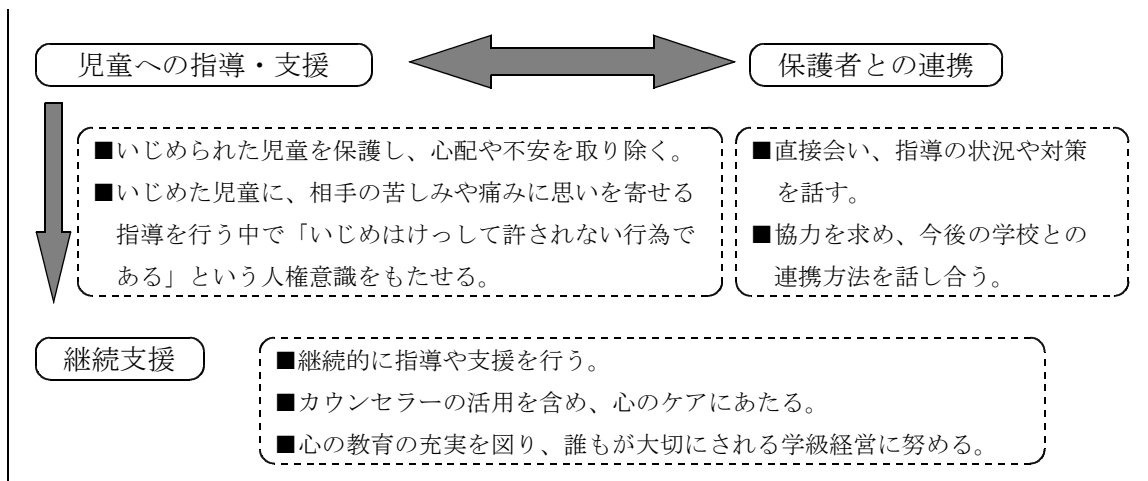 児童への指導・支援
保護者との連携
■いじめられた児童を保護し、心配や不安を取り除く。
■いじめた児童に、相手の苦しみや痛みに思いを寄せる
指導を行う中で「いじめはけっして許されない行為で
ある」という人権意識をもたせる。
■直接会い、指導の状況や対策
を話す。
■協力を求め、今後の学校との
連携方法を話し合う。
継続支援
■継続的に指導や支援を行う。
■カウンセラーの活用を含め、心のケアにあたる。
■心の教育の充実を図り、誰もが大切にされる学級経営に努める。